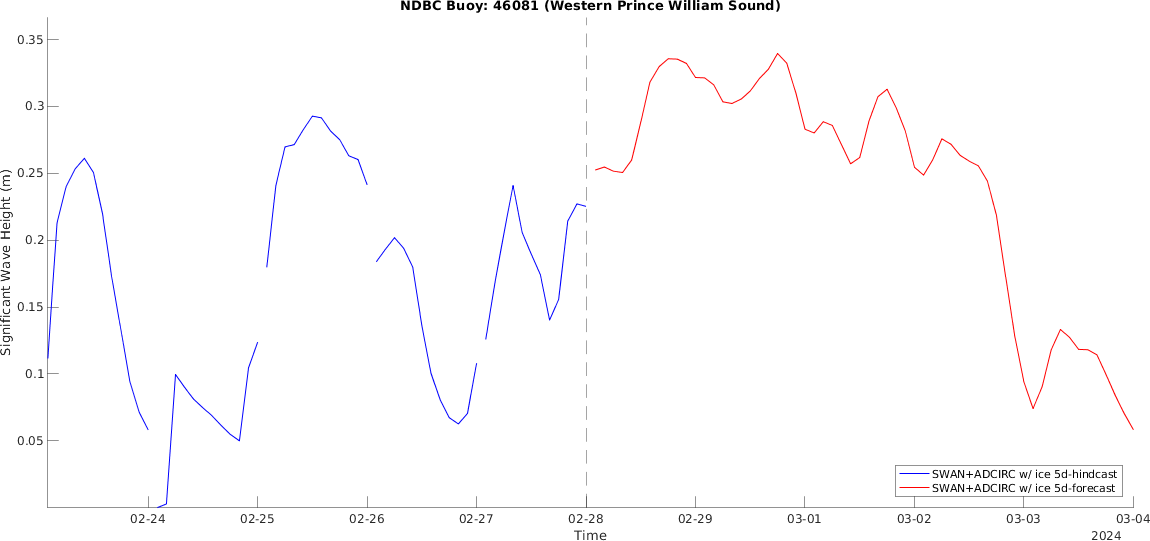 NDBC Buoy: 46081 (Western Prince William Sound)
0.35
0.3
0.25
0.2
0.15
0.1
0.05
Significant Wave Height (m)
SWAN+ADCIRC w/ ice 5d-hindcast
SWAN+ADCIRC w/ ice 5d-forecast
02-24 02-25 02-26 02-27 02-28 02-29 03-01 03-02 03-03 03-04
Time
2024